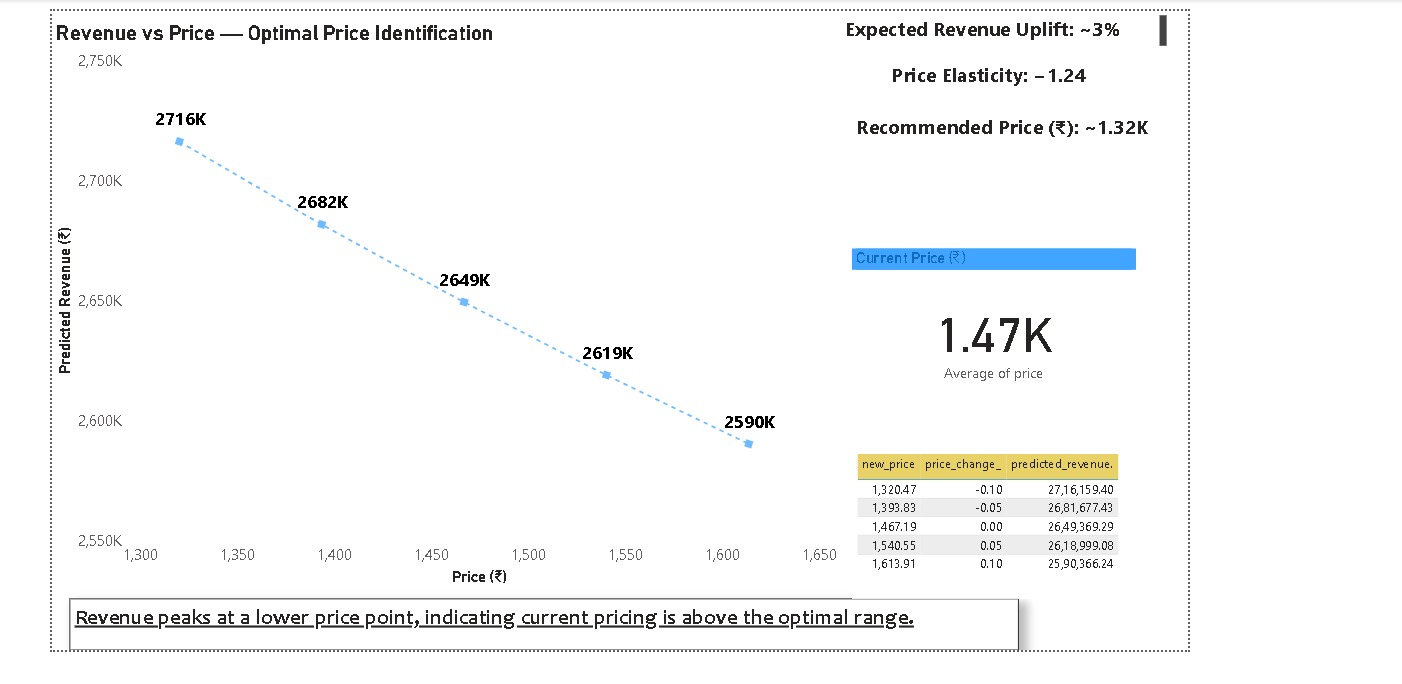 Revenue vs Price — Optimal Price Identification
Expected Revenue Uplift: ~3%
Price Elasticity: −1.24
Recommended Price (₹): ~1.32K
2,750K
2,700K
2,650K
2,600K
2,550K
Predicted Revenue (₹)
2716K
2682K
2649K
2619K
2590K
1,300 1,350 1,400 1,450 1,500 1,550 1,600 1,650
Price (₹)
Current Price (₹)
1.47K
Average of price
new_price price_change_ predicted_revenue.
1,320.47 -0.10 27,16,159.40
1,393.83 -0.05 26,81,677.43
1,467.19 0.00 26,49,369.29
1,540.55 0.05 26,18,999.08
1,613.91 0.10 25,90,366.24
Revenue peaks at a lower price point, indicating current pricing is above the optimal range.